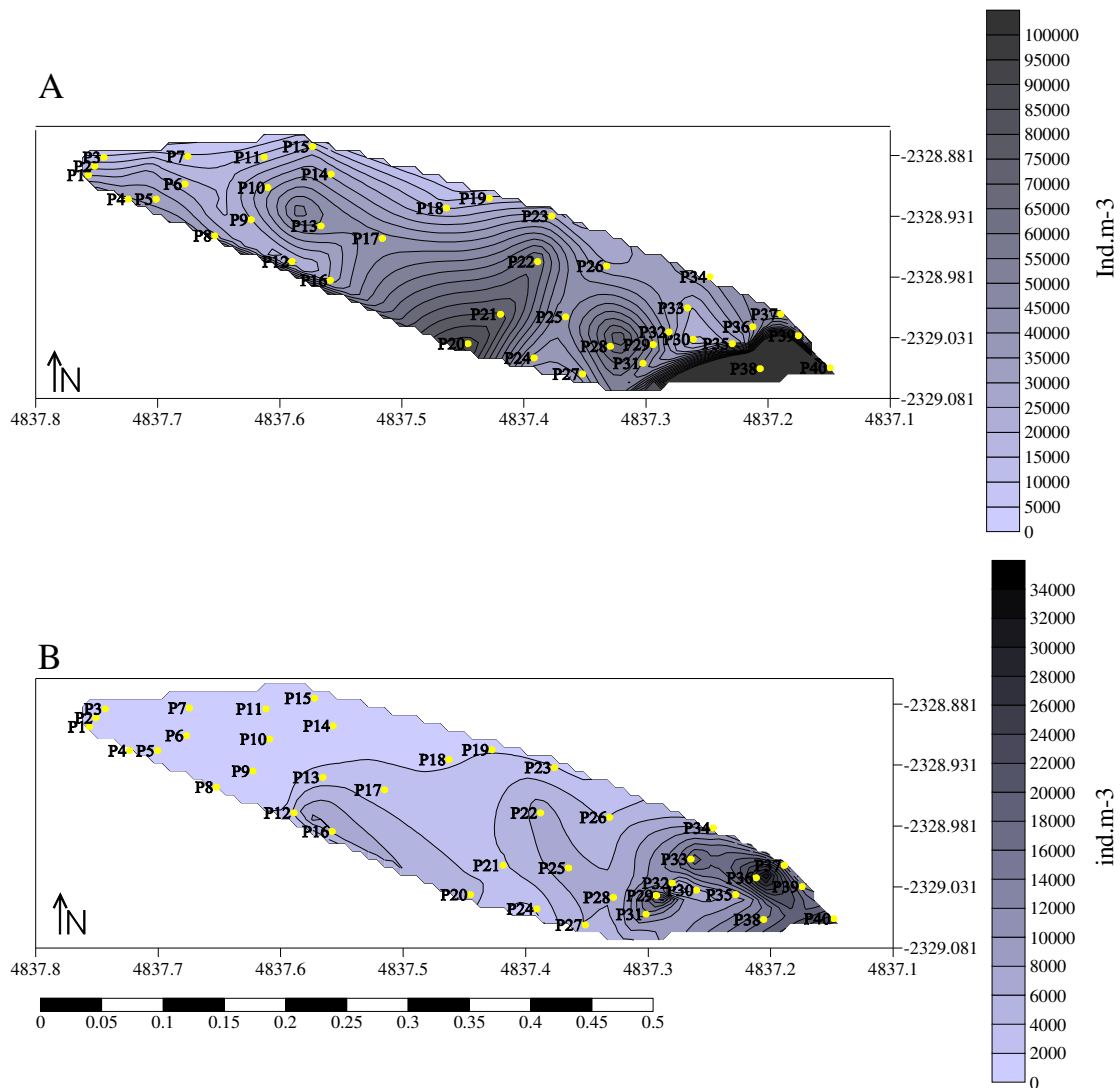 A
P15
P3 P7 P11
P2
P1 P14
P6 P10
P4 P5 P19
P18
P9 P23
P13
P8 P17
P12 P22 P26
P16 P34
P33
P21 P25 P37
P32 P36
P20 P28 P29 P30 P35 P39
P24 P31
P27 P38 P40
N
-2328.881
-2328.931
-2328.981
-2329.031
-2329.081
4837.8 4837.7 4837.6 4837.5 4837.4 4837.3 4837.2 4837.1
100000
95000
90000
85000
80000
75000
70000
65000
60000
55000
50000
45000
40000
35000
30000
25000
20000
15000
10000
5000
0
Ind.m-3
B
P15
P3 P7 P11
P2
P1 P14
P6 P10
P4 P5 P19
P18
P9 P23
P13
P8 P17
P12 P22 P26
P16 P34
P33
P21 P25 P37
P32 P36
P20 P28 P29 P30 P35 P39
P24 P31
P27 P38 P40
N
-2328.881
-2328.931
-2328.981
-2329.031
-2329.081
4837.8 4837.7 4837.6 4837.5 4837.4 4837.3 4837.2 4837.1
0 0.05 0.1 0.15 0.2 0.25 0.3 0.35 0.4 0.45 0.5
34000
32000
30000
28000
26000
24000
22000
20000
18000
16000
14000
12000
10000
8000
6000
4000
2000
0
ind.m-3